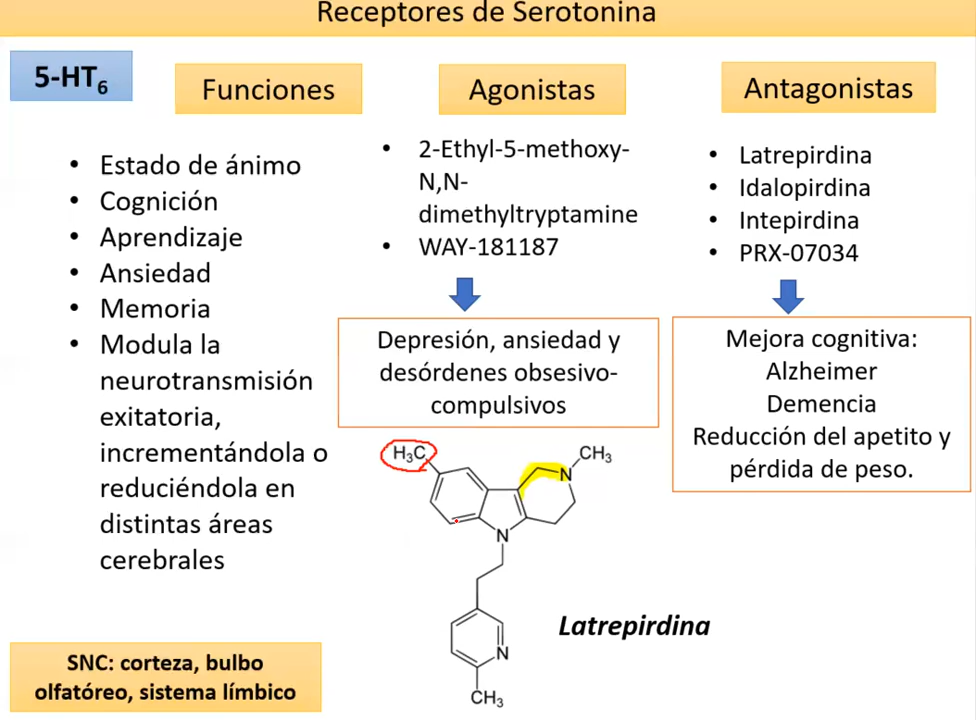 Receptores de Serotonina
5-HT6
Funciones
• Estado de ánimo
• Cognición
• Aprendizaje
• Ansiedad
• Memoria
• Modula la
neurotransmisión
exitatoria,
incrementándola o
reduciéndola en
distintas áreas
cerebrales
Agonistas
• 2-Ethyl-5-methoxy-
N,N-
dimethyltryptamine
• WAY-181187
Depresión, ansiedad y
desórdenes obsesivo-
compulsivos
Antagonistas
• Latrepirdina
• Idalopirdina
• Intepirdina
• PRX-07034
Mejora cognitiva:
Alzheimer
Demencia
Reducción del apetito y
pérdida de peso.
H3C
CH3
N
N
N
CH3
Latrepirdina
SNC: corteza, bulbo
olfatóreo, sistema límbico